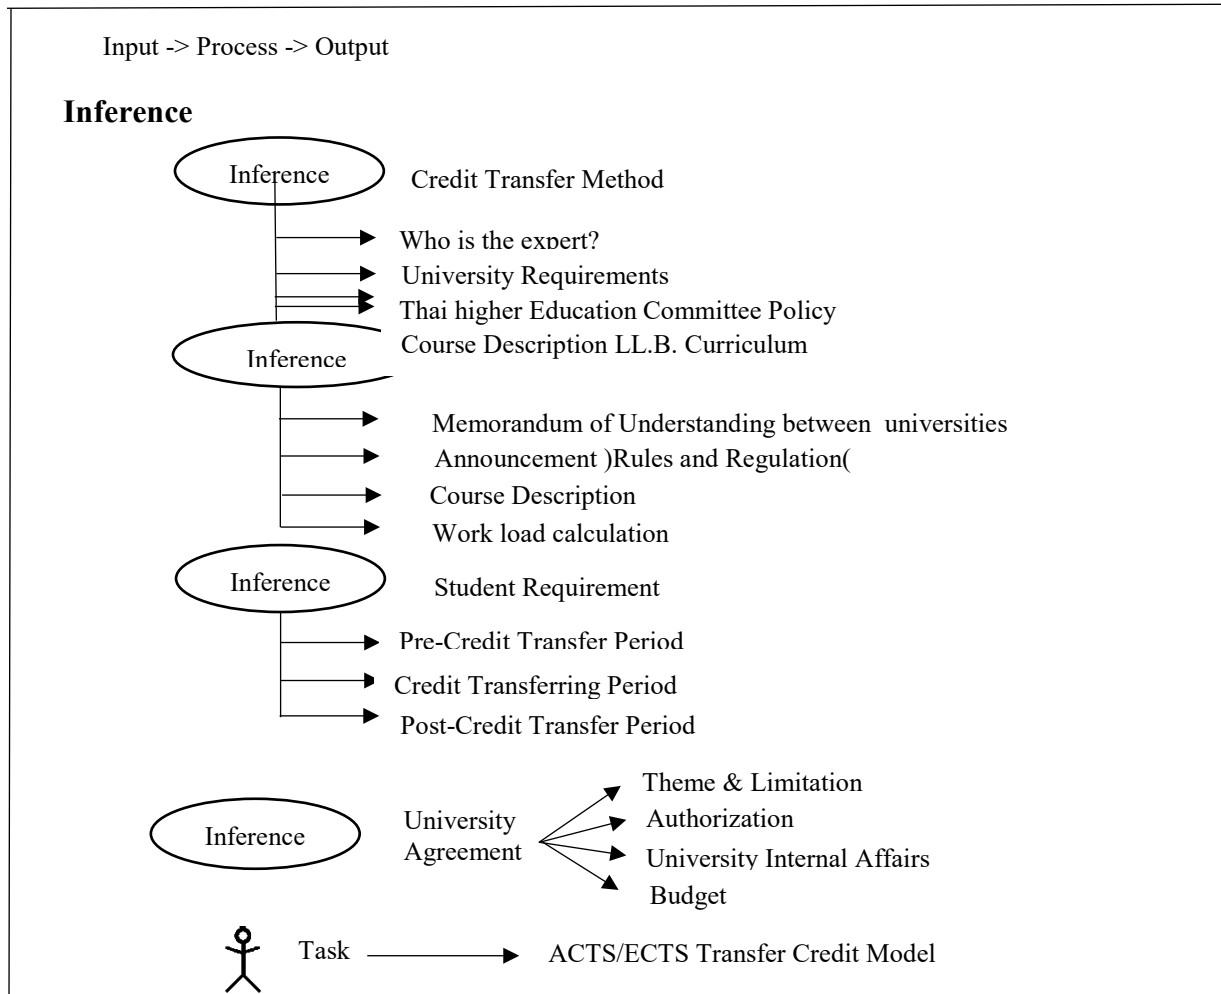 Input -> Process -> Output
Inference
Inference
Credit Transfer Method
Who is the expert?
University Requirements
Thai higher Education Committee Policy
Course Description LL.B. Curriculum
Inference
Memorandum of Understanding between universities
Announcement )Rules and Regulation(
Course Description
Work load calculation
Inference
Student Requirement
Pre-Credit Transfer Period
Credit Transferring Period
Post-Credit Transfer Period
Inference
University
Agreement
Theme & Limitation
Authorization
University Internal Affairs
Budget
Task
ACTS/ECTS Transfer Credit Model